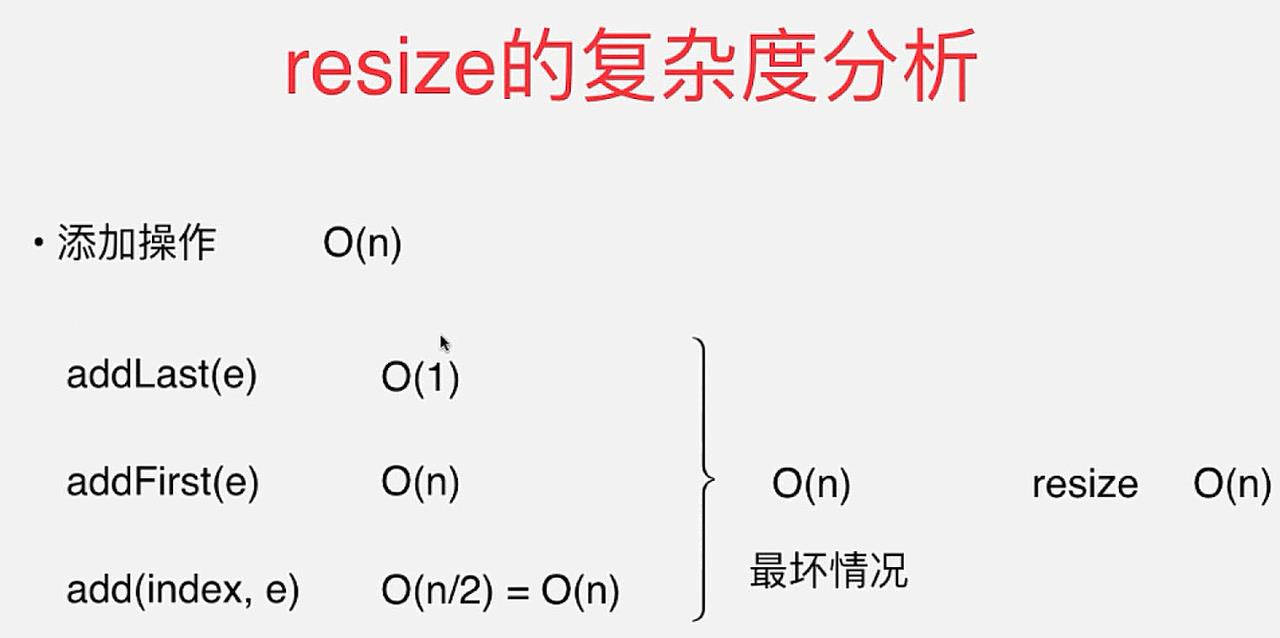 resize的复杂度分析
• 添加操作 O(n)
addLast(e) O(1)
addFirst(e) O(n) O(n) resize O(n)
最坏情况
add(index, e) O(n/2) = O(n)